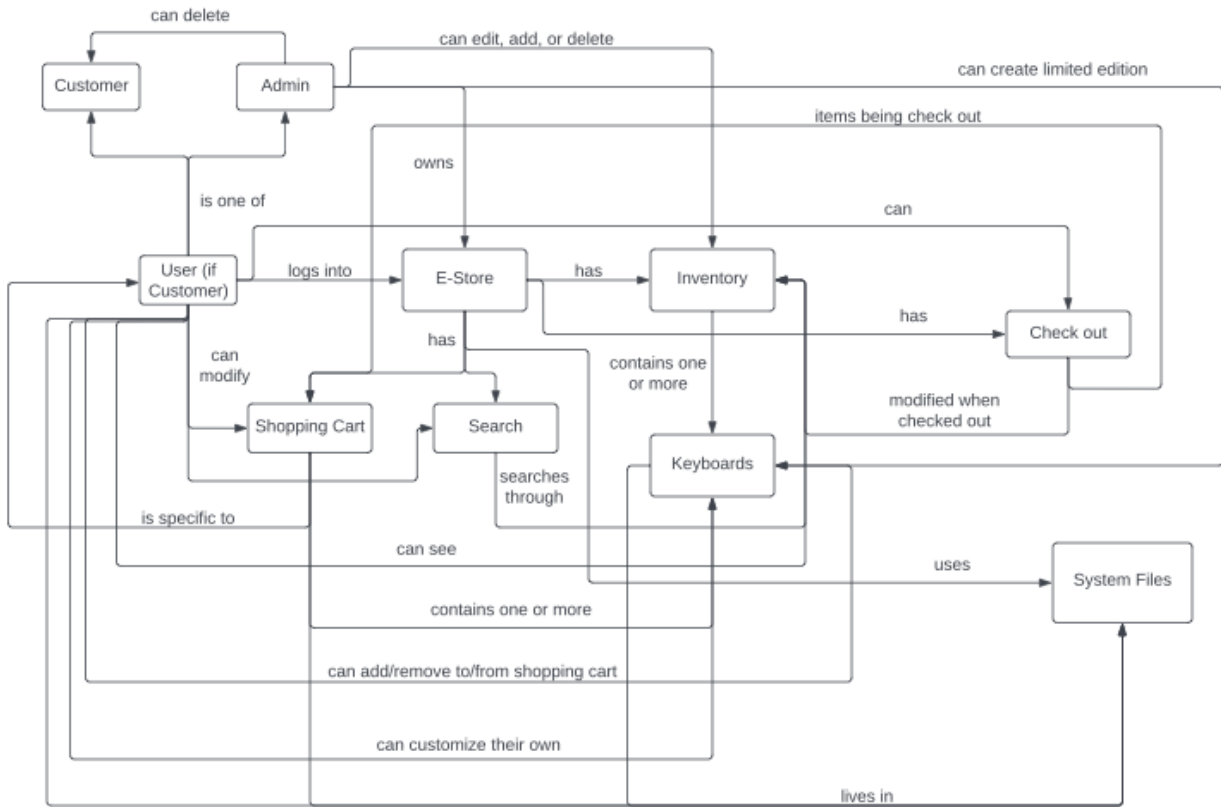 can delete
can edit, add, or delete
can create limited edition
Customer
Admin
items being check out
owns
is one of
can
User (if
Customer)
logs into
E-Store
has
Inventory
has
Check out
has
can
modify
contains one
or more
modified when
checked out
Shopping Cart
Search
Keyboards
searches
through
is specific to
can see
uses
System Files
contains one or more
can add/remove to/from shopping cart
can customize their own
lives in